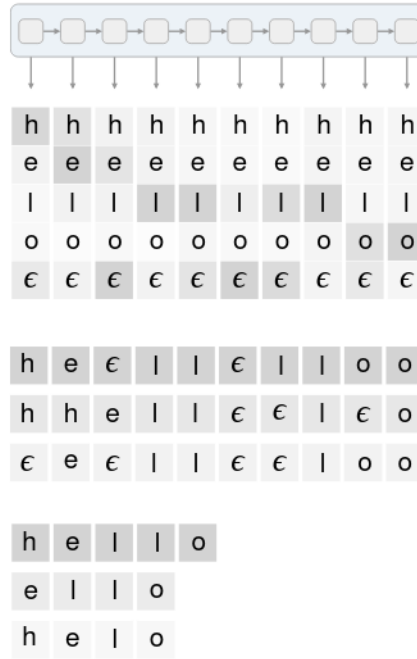 h h h h h h h h h h
e e e e e e e e e e
l l l l l l l l l l
o o o o o o o o o o
ϵ ϵ ϵ ϵ ϵ ϵ ϵ ϵ ϵ ϵ
h e ϵ l l ϵ l l o o
h h e l l ϵ ϵ l ϵ o
ϵ e ϵ l l ϵ ϵ l o o
h e l l o
e l l o
h e l o